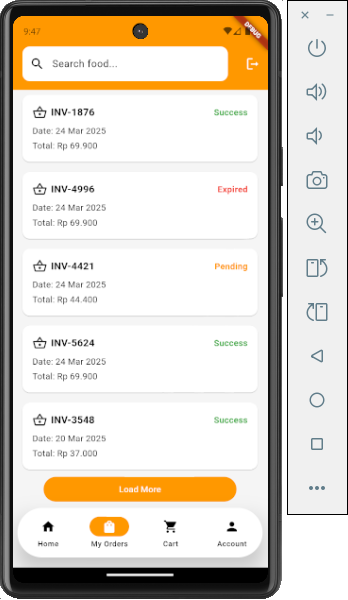 9:47
DEBUG
Search food...
INV-1876 Success
Date: 24 Mar 2025
Total: Rp 69.900
INV-4996 Expired
Date: 24 Mar 2025
Total: Rp 69.900
INV-4421 Pending
Date: 24 Mar 2025
Total: Rp 44.400
INV-5624 Success
Date: 24 Mar 2025
Total: Rp 69.900
INV-3548 Success
Date: 20 Mar 2025
Total: Rp 37.000
Load More
Home My Orders Cart Account